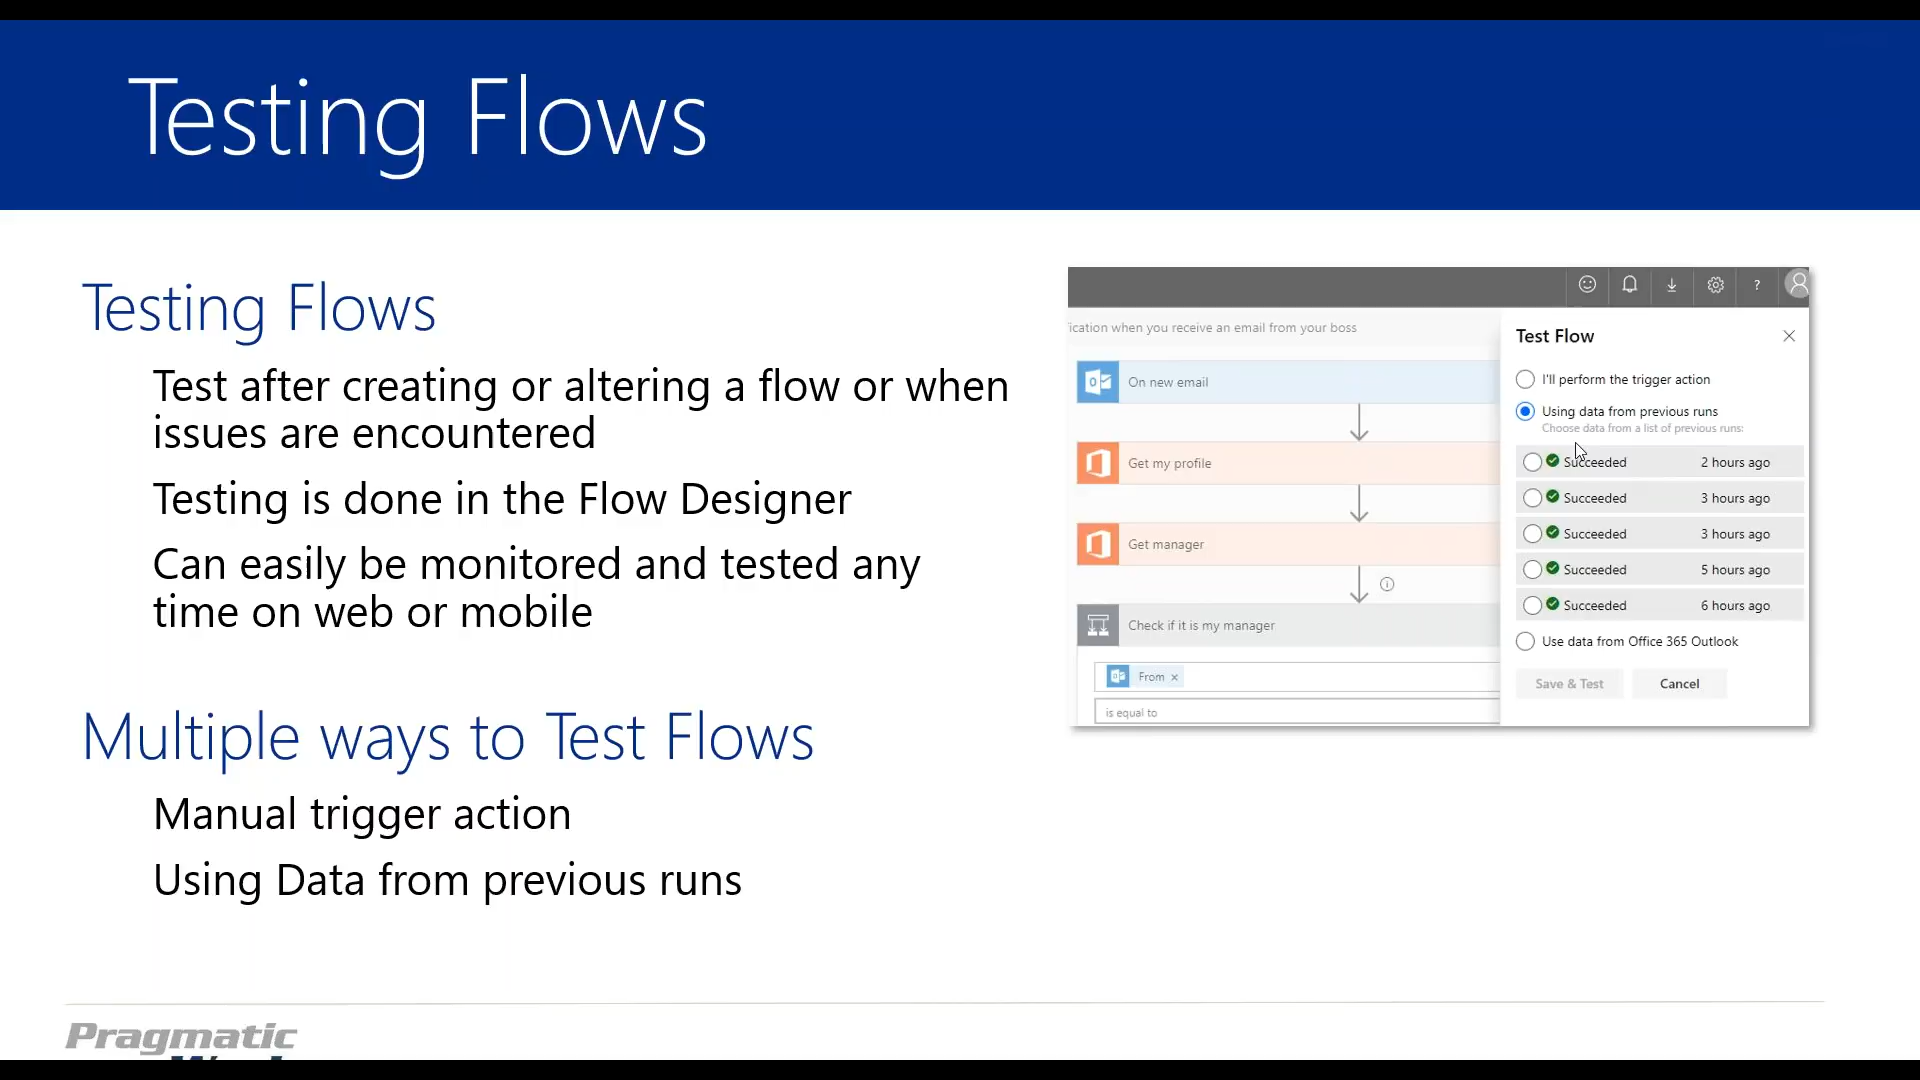 Testing Flows
Testing Flows
Test after creating or altering a flow or when
issues are encountered
Testing is done in the Flow Designer
Can easily be monitored and tested any
time on web or mobile
Multiple ways to Test Flows
Manual trigger action
Using Data from previous runs
?
ication when you receive an email from your boss
On new email
Get my profile
Get manager
Check if it is my manager
From ×
is equal to
Test Flow
I'll perform the trigger action
Using data from previous runs
Choose data from a list of previous runs:
Succeeded 2 hours ago
Succeeded 3 hours ago
Succeeded 3 hours ago
Succeeded 5 hours ago
Succeeded 6 hours ago
Use data from Office 365 Outlook
Save & Test Cancel
Pragmatic